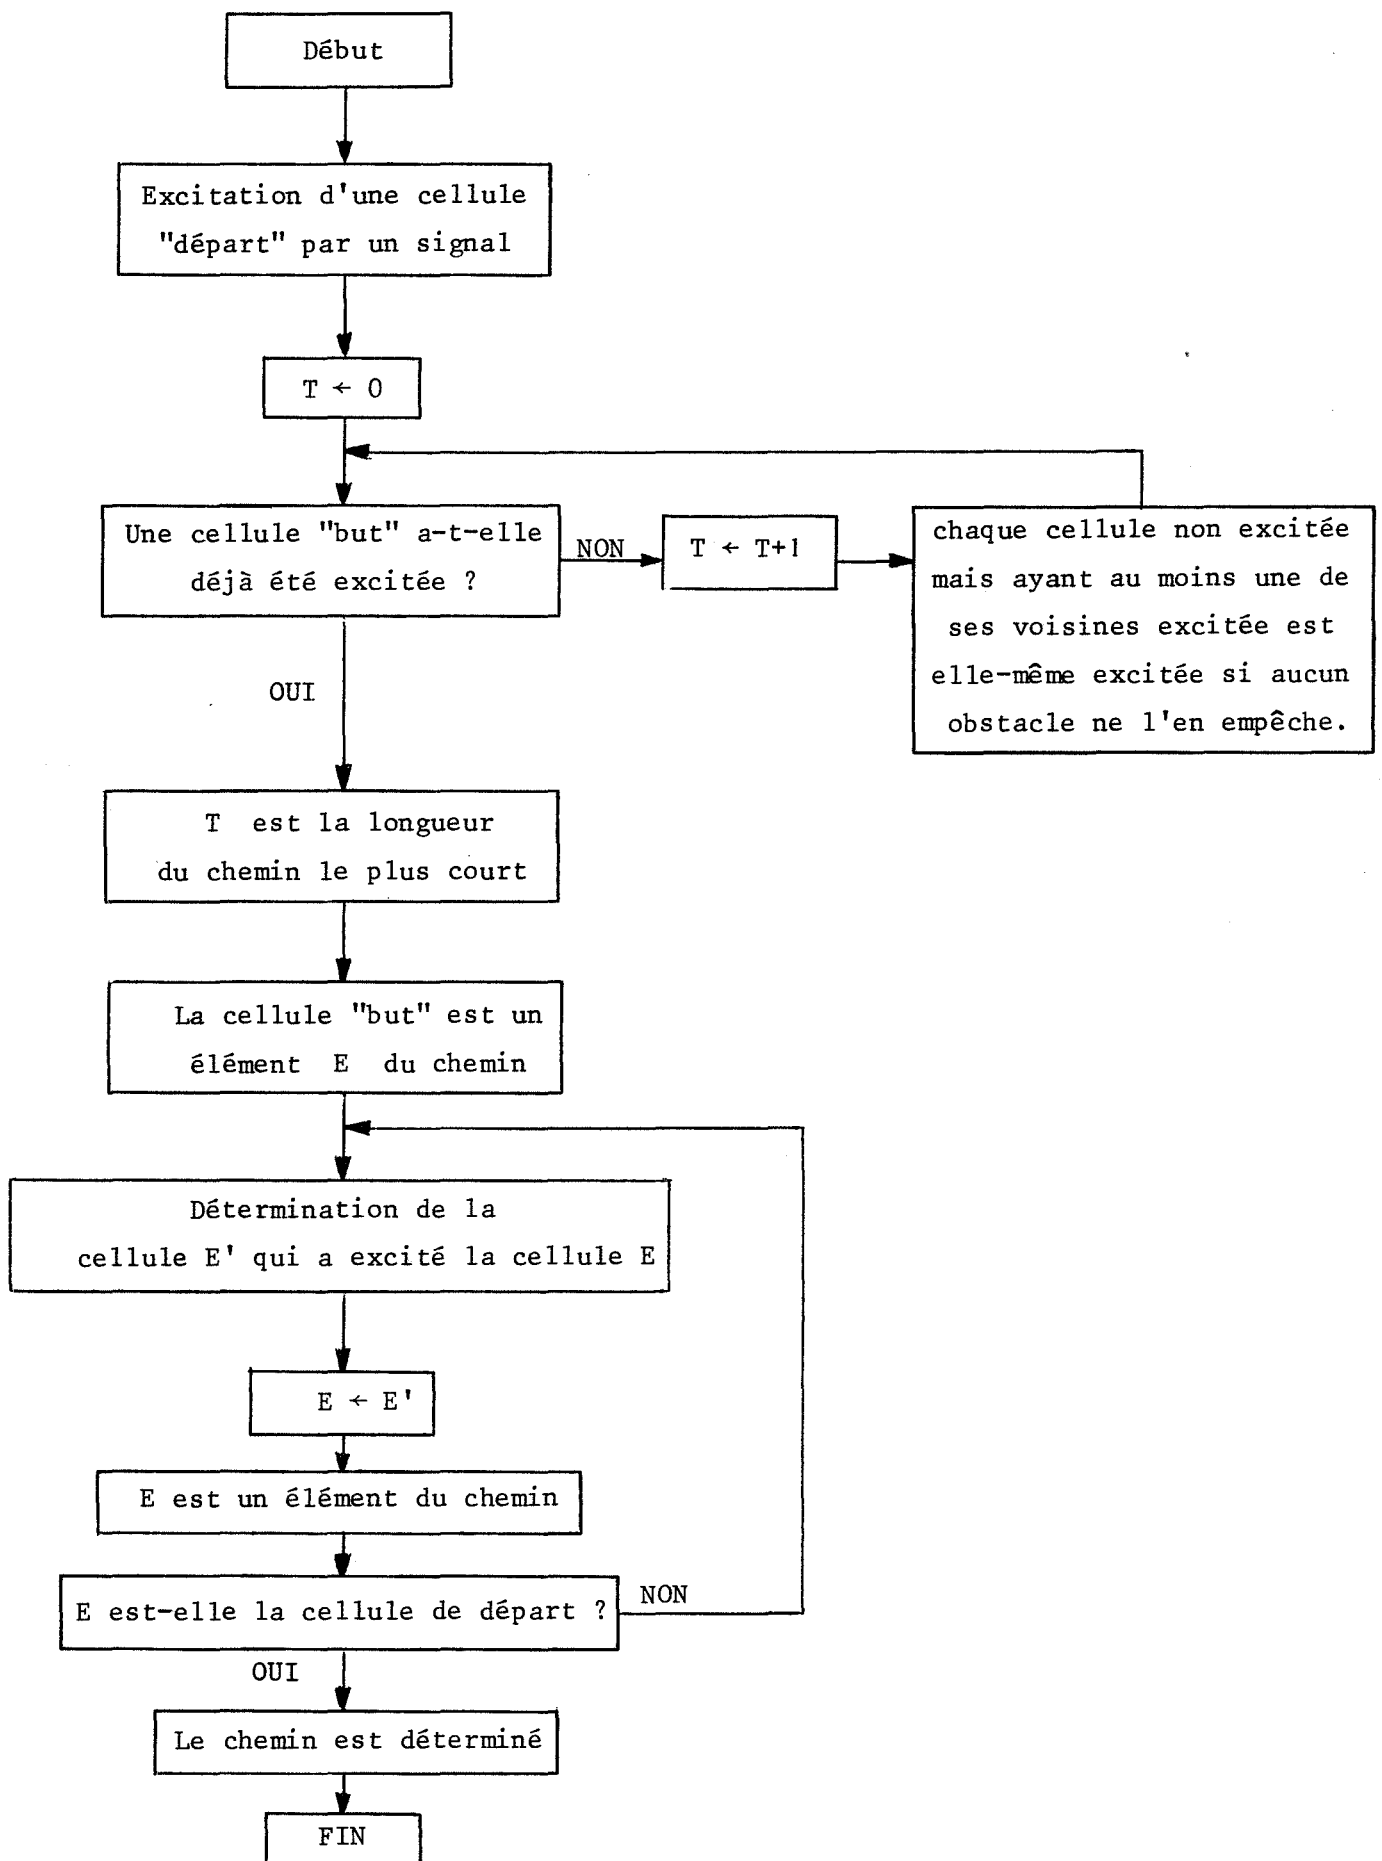 Début
Excitation d'une cellule
"départ" par un signal
T ← 0
Une cellule "but" a-t-elle
déjà été excitée ?
NON
T ← T+1
chaque cellule non excitée
mais ayant au moins une de
ses voisines excitée est
elle-même excitée si aucun
obstacle ne l'en empêche.
OUI
T est la longueur
du chemin le plus court
La cellule "but" est un
élément E du chemin
Détermination de la
cellule E' qui a excité la cellule E
E ← E'
E est un élément du chemin
E est-elle la cellule de départ ?
NON
OUI
Le chemin est déterminé
FIN